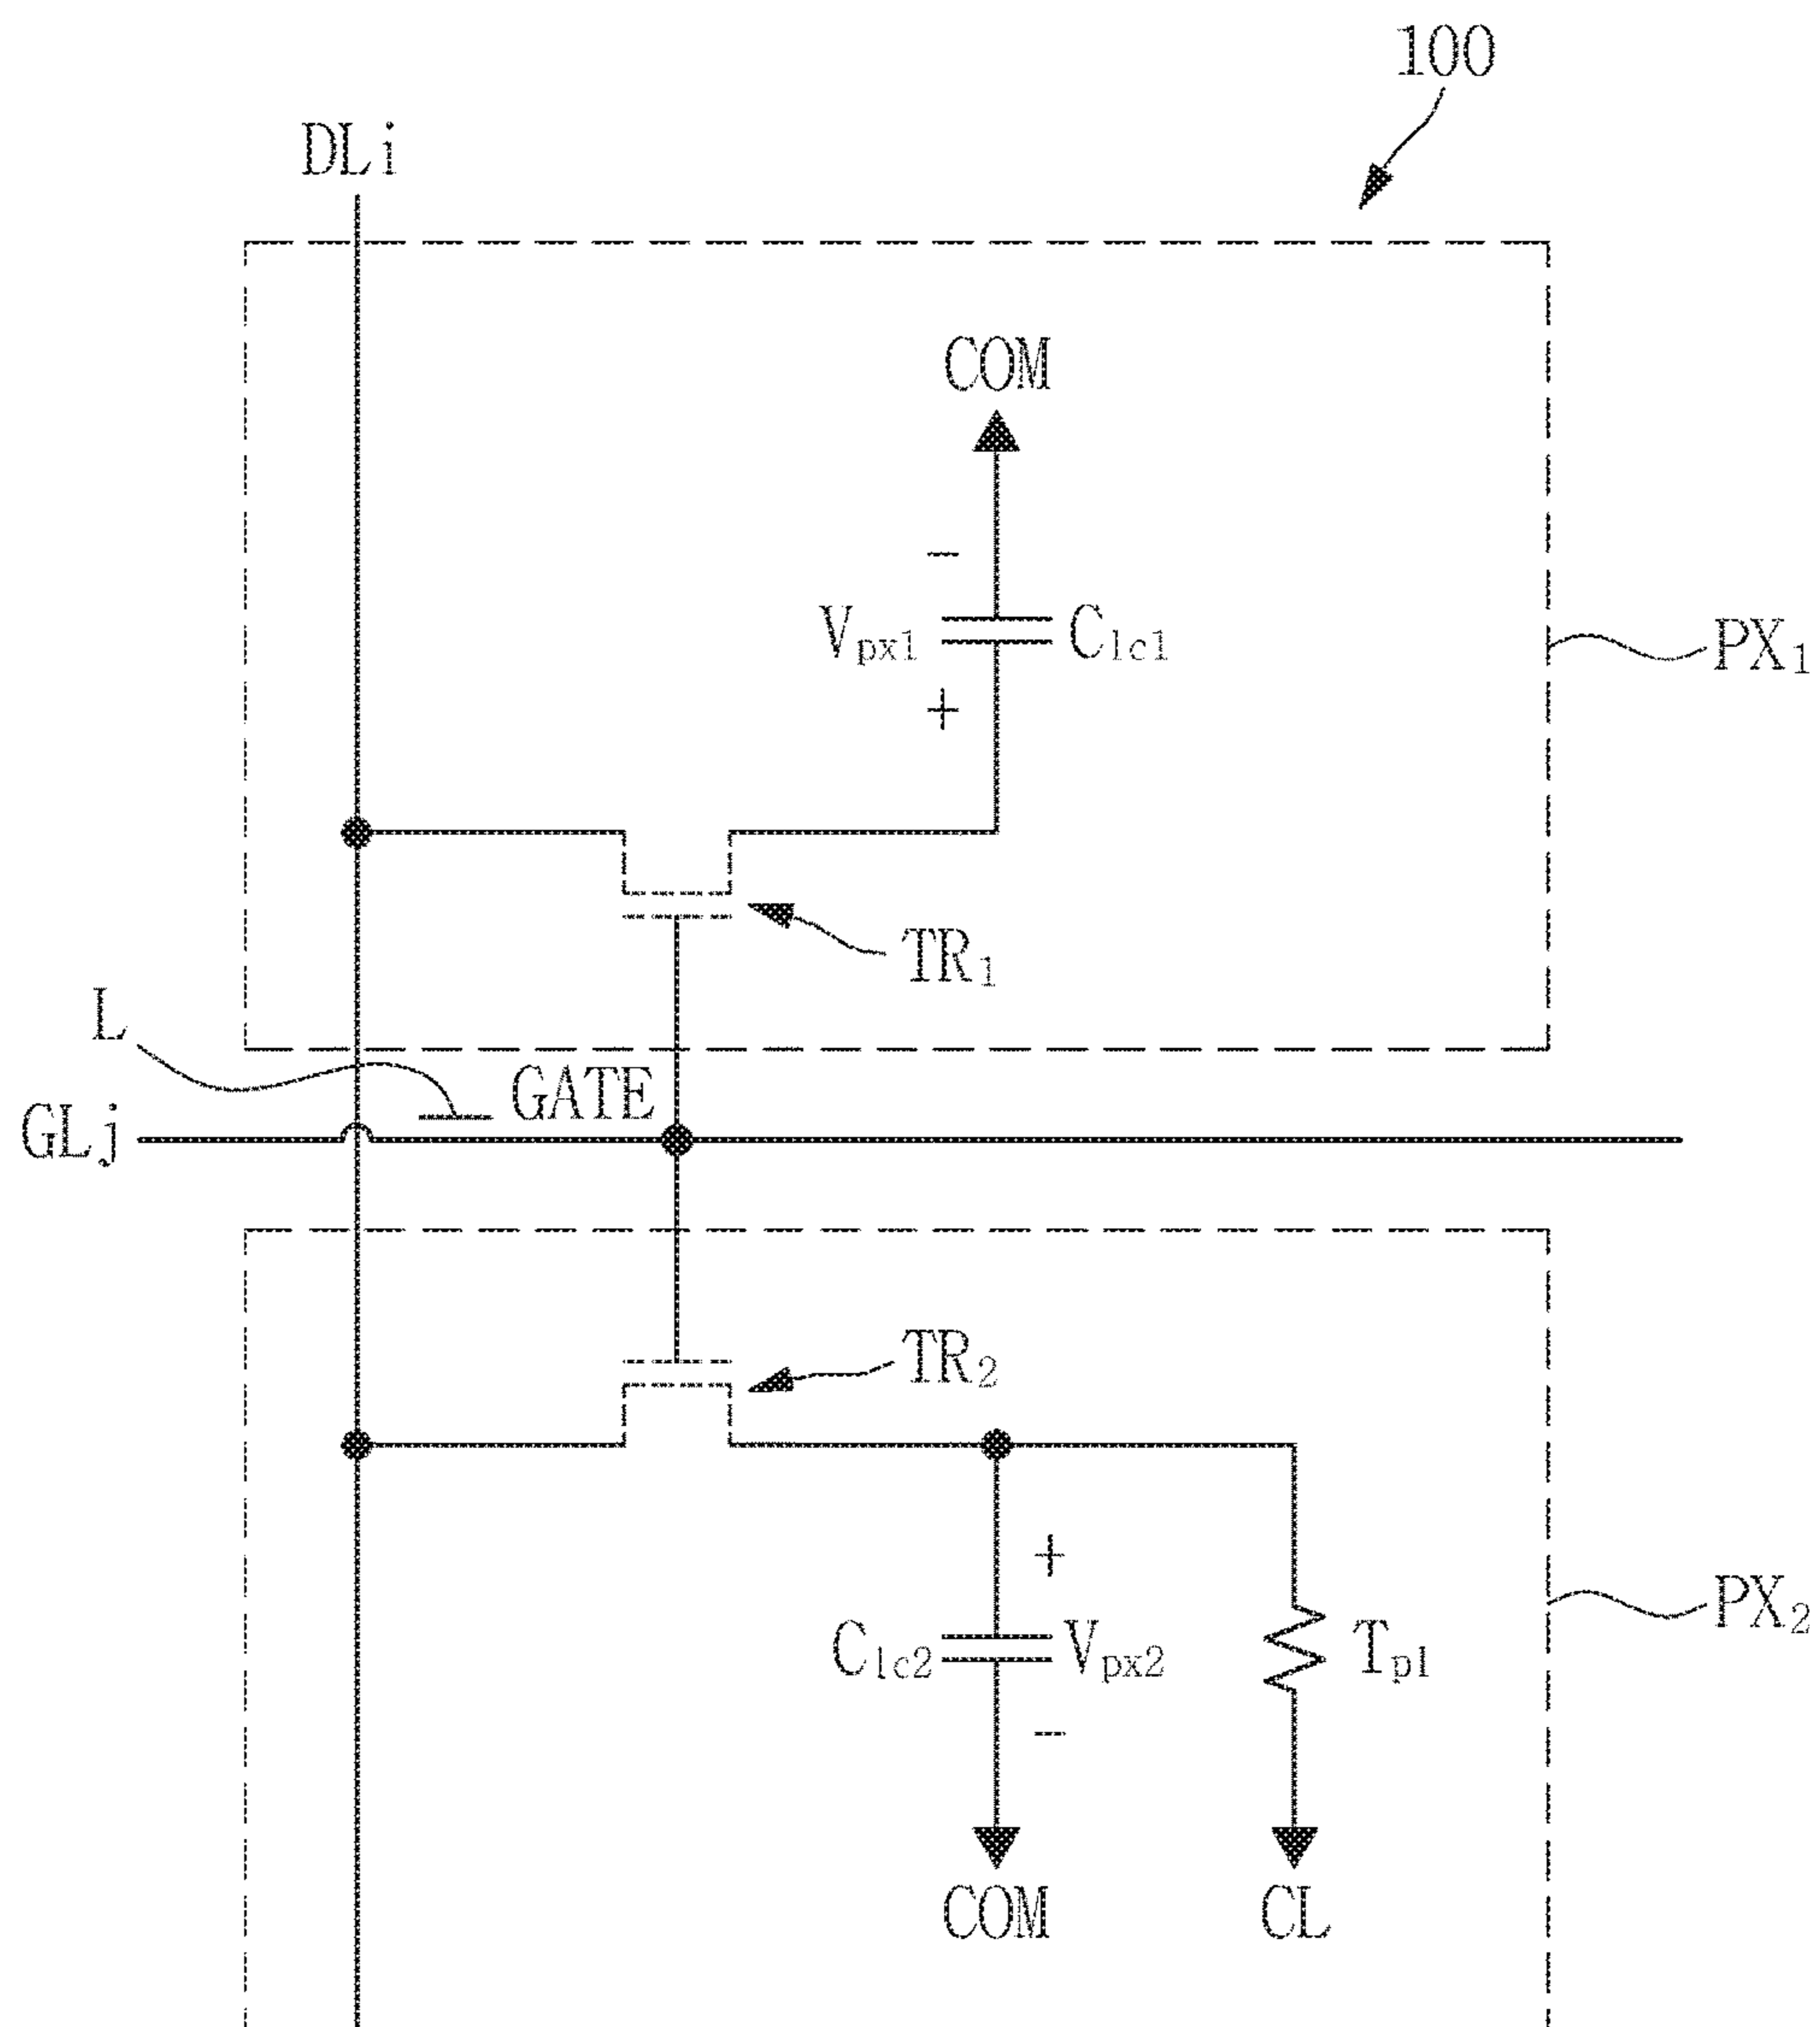 100
DLi
COM
−
Vpx1 Clc1
PX1
+
TR1
L
GATE
GLj
TR2
+
Clc2 Vpx2 Tp1
PX2
−
COM CL